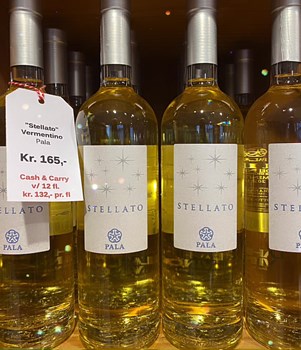 "Stellato"
Vermentino
Pala
Kr. 165,-
Cash & Carry
v/ 12 fl.
kr. 132,- pr. fl
STELLATO
PALA
STELLATO
PALA
STELLATO
PALA
STELLATO
PALA